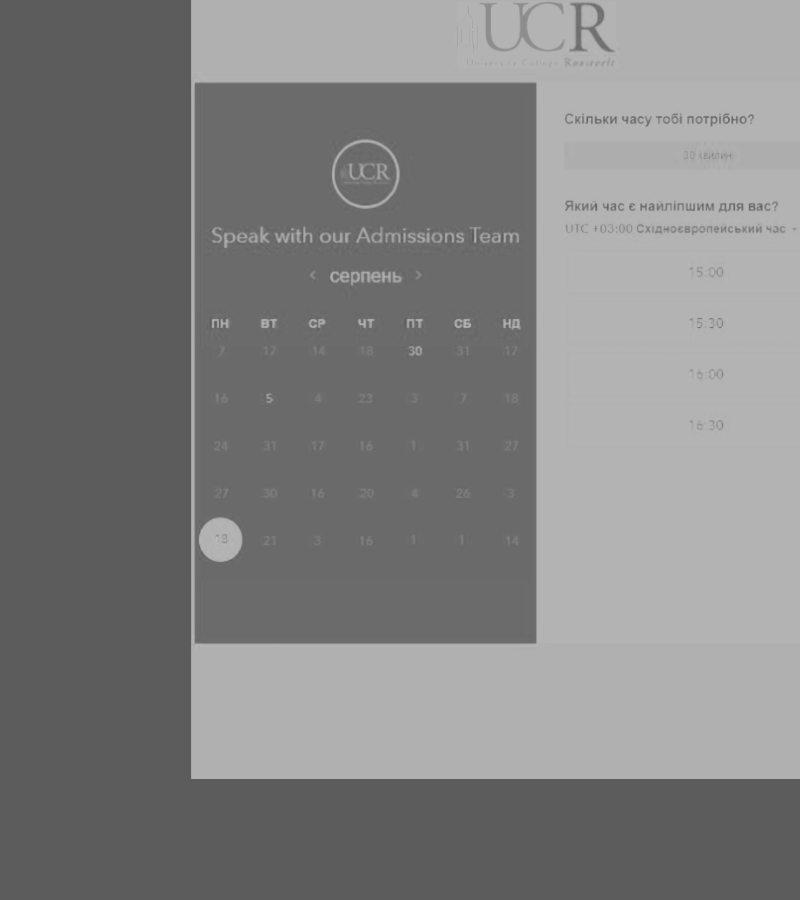 UCR
University College Roosevelt
UCR
Speak with our Admissions Team
‹ серпень ›
ПН ВТ СР ЧТ ПТ СБ НД
7 17 14 18 30 31 17
16 5 4 23 3 7 18
24 31 17 16 1 31 27
27 30 16 20 4 26 3
13 21 3 16 1 1 14
Скільки часу тобі потрібно?
30 хвилин
Який час є найліпшим для вас?
UTC +03:00 Східноєвропейський час
15:00
15:30
16:00
16:30